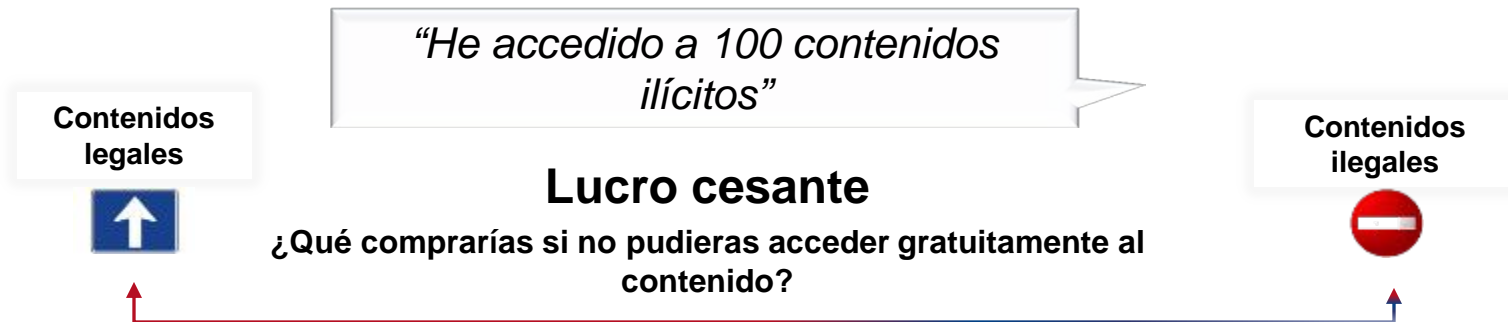 “He accedido a 100 contenidos
ilícitos”
Contenidos
legales
Contenidos
ilegales
Lucro cesante
¿Qué comprarías si no pudieras acceder gratuitamente al
contenido?